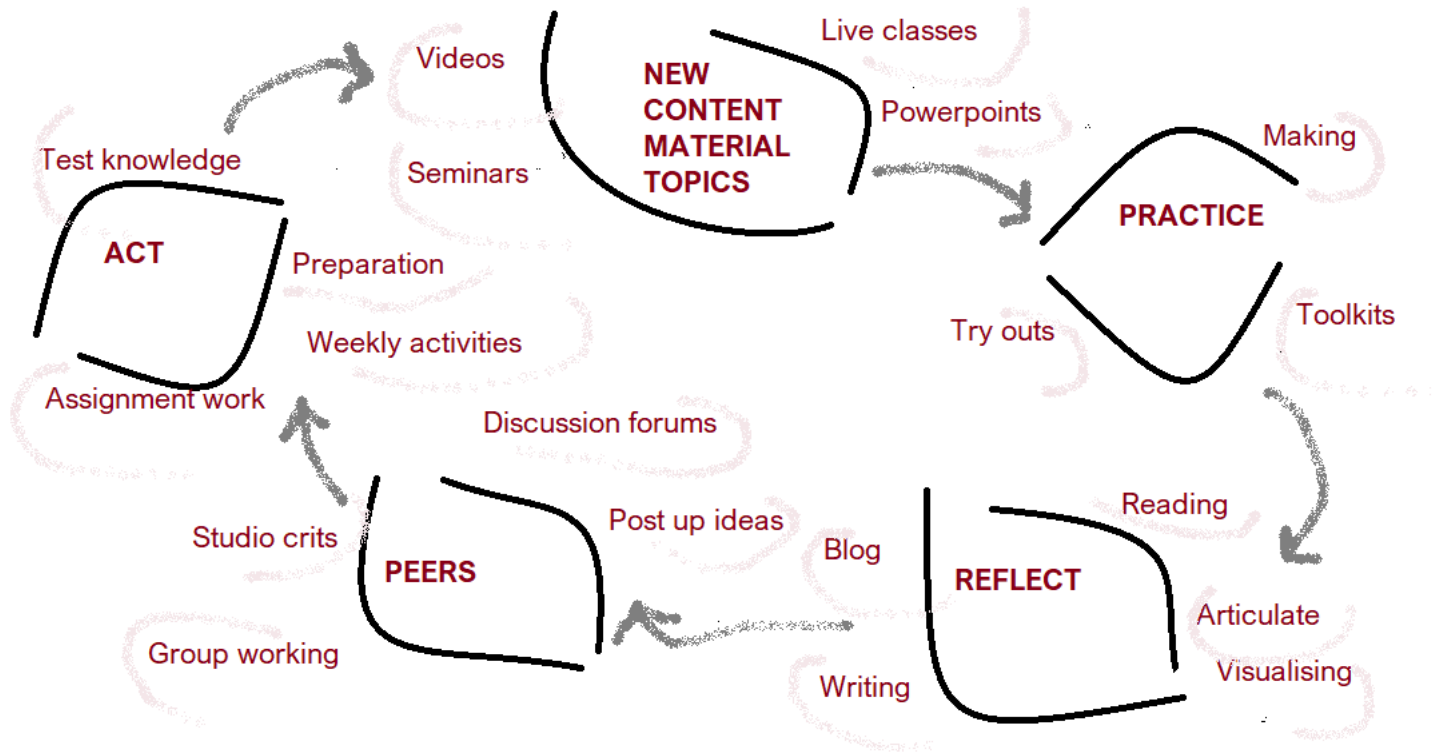 Videos
Seminars
NEW
CONTENT
MATERIAL
TOPICS
Live classes
Powerpoints
Making
PRACTICE
Try outs
Toolkits
Reading
REFLECT
Blog
Articulate
Visualising
Writing
Discussion forums
Post up ideas
Studio crits
PEERS
Group working
Test knowledge
ACT
Preparation
Weekly activities
Assignment work